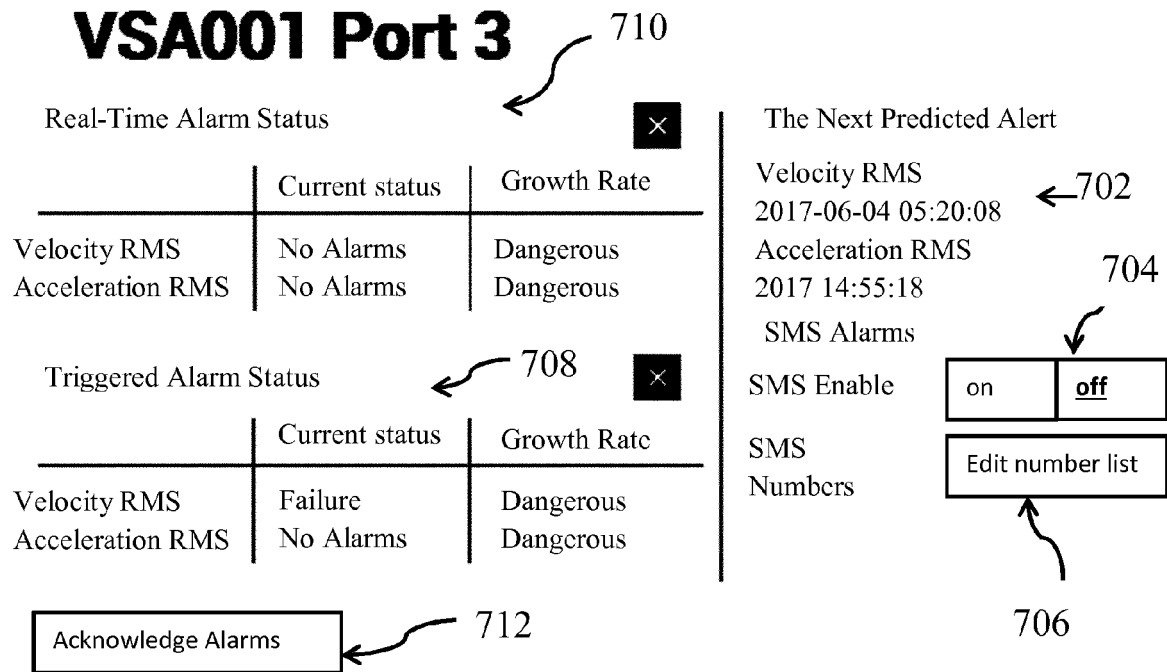 VSA001 Port 3
710
Real-Time Alarm Status
Current status Growth Rate
Velocity RMS No Alarms Dangerous
Acceleration RMS No Alarms Dangerous
708
Triggered Alarm Status
Current status Growth Rate
Velocity RMS Failure Dangerous
Acceleration RMS No Alarms Dangerous
Acknowledge Alarms
712
The Next Predicted Alert
Velocity RMS
2017-06-04 05:20:08
702
Acceleration RMS
2017 14:55:18
704
SMS Alarms
SMS Enable on off
SMS
Numbers
Edit number list
706